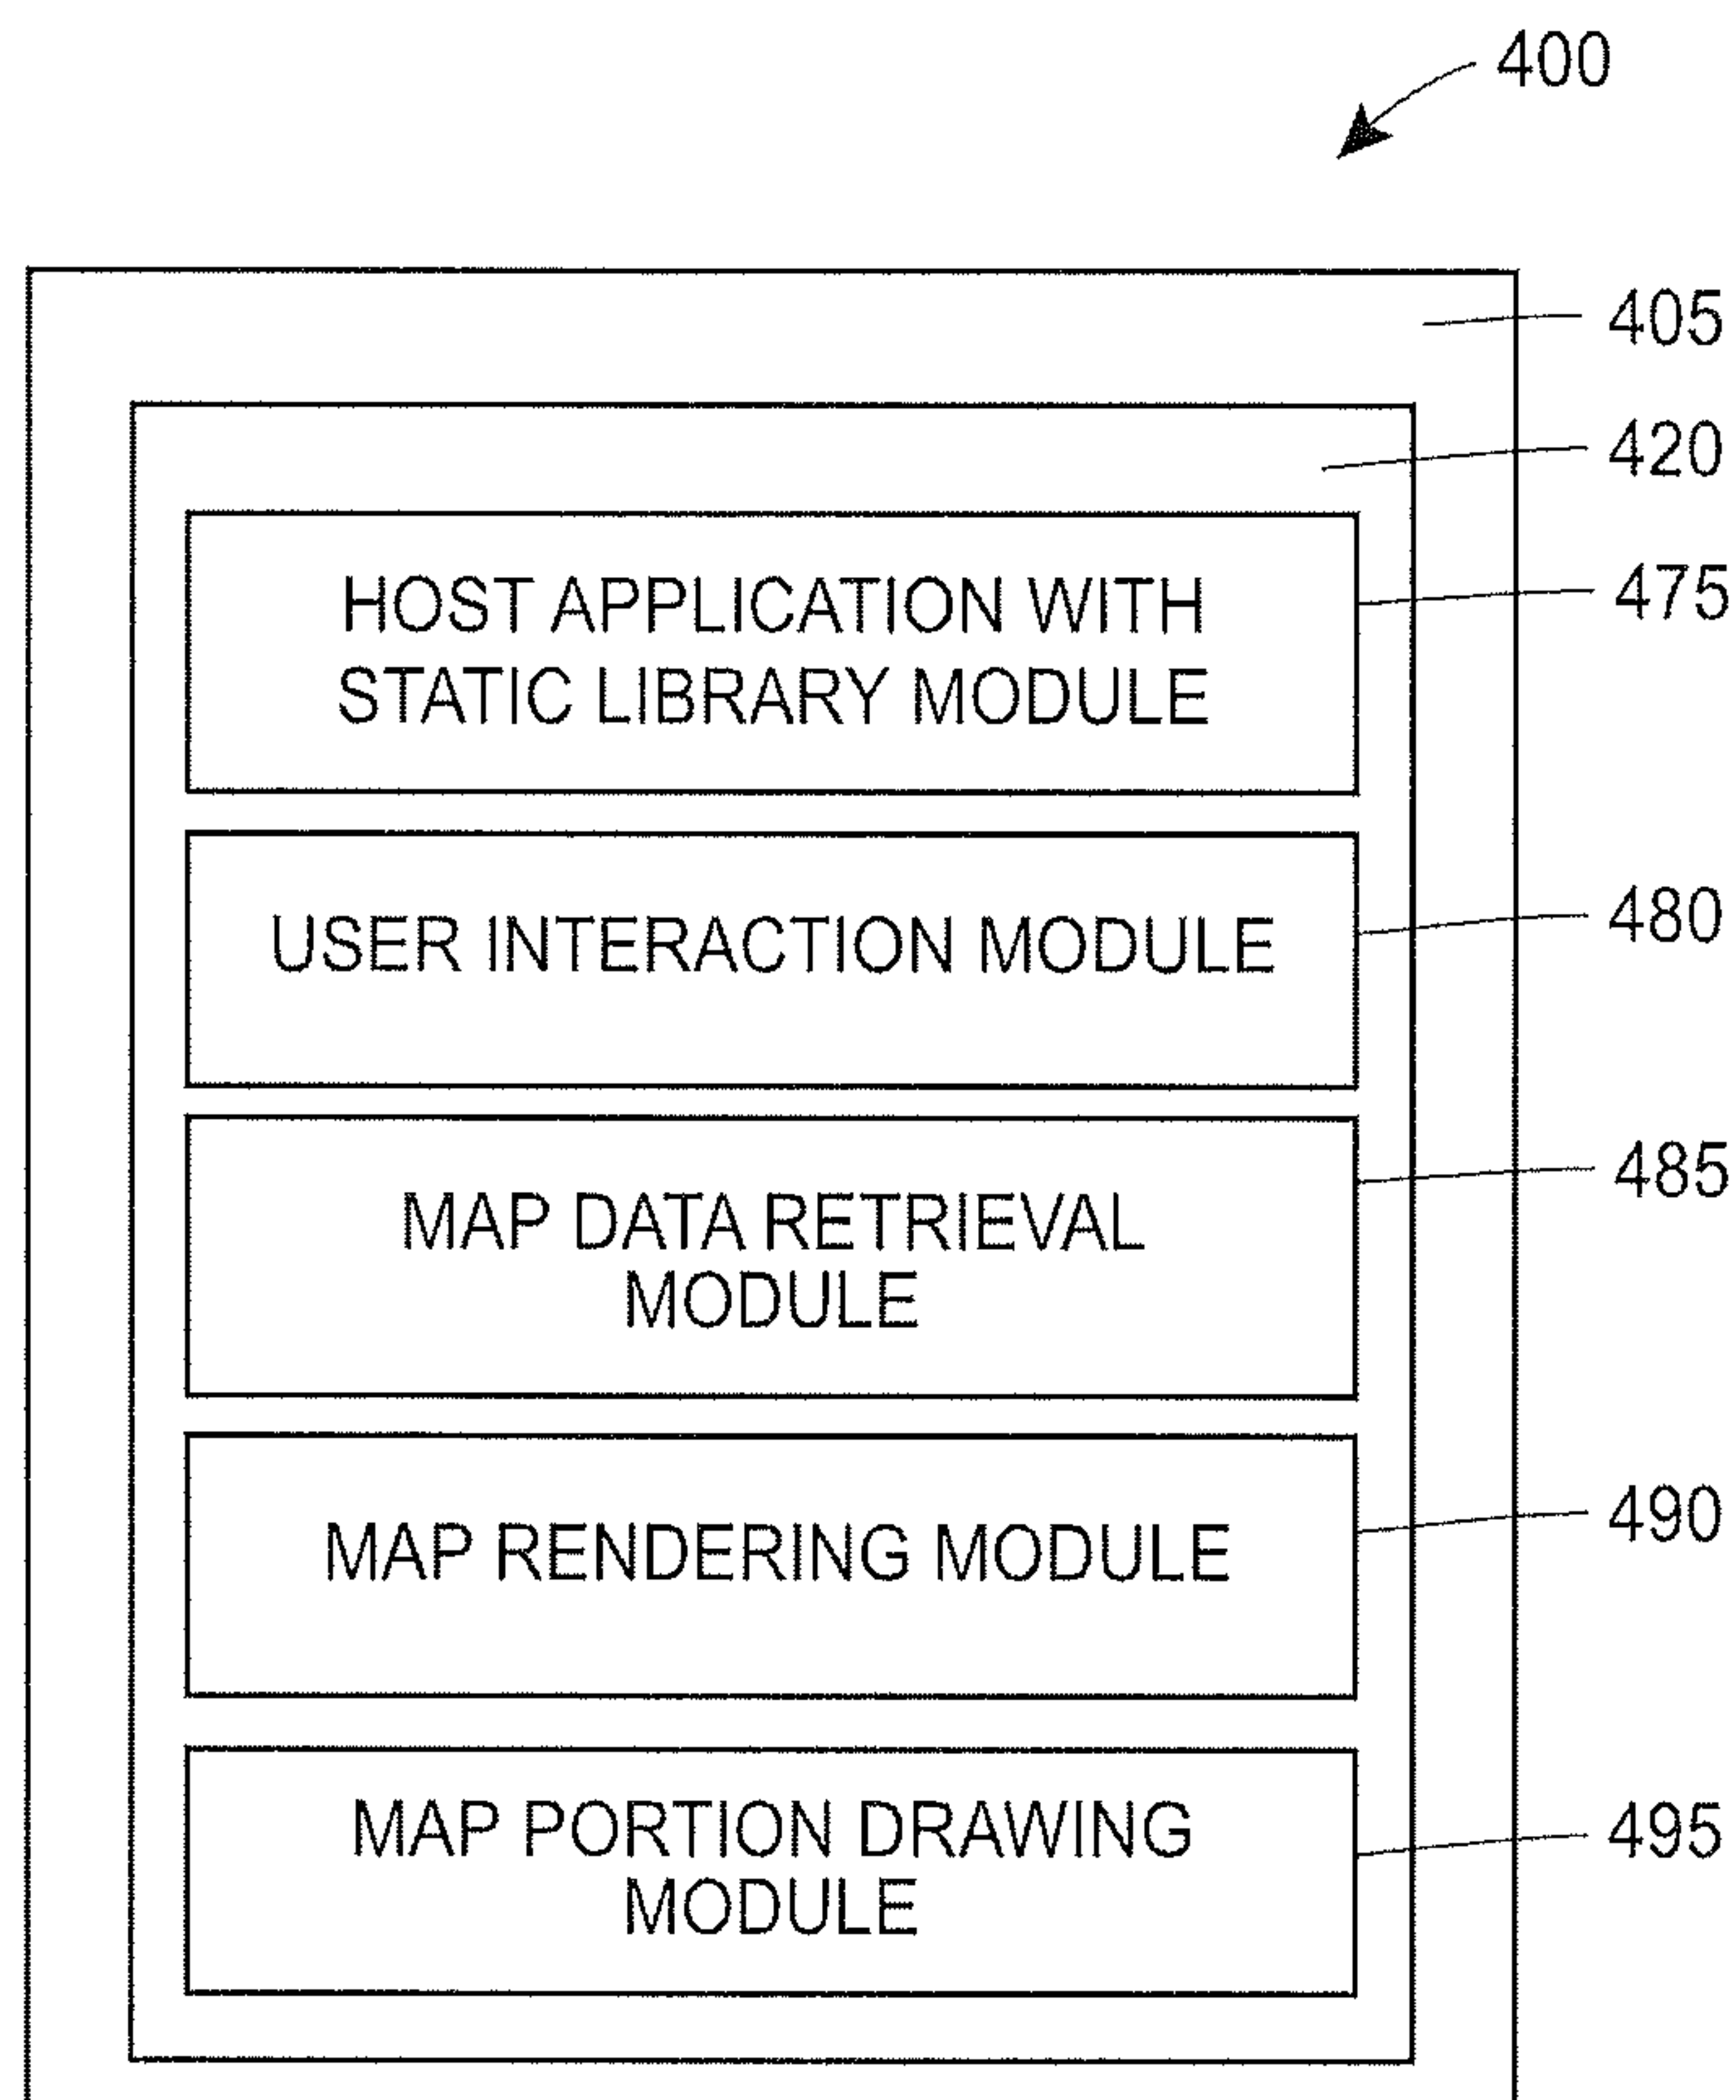 400
405
420
HOST APPLICATION WITH
STATIC LIBRARY MODULE
475
USER INTERACTION MODULE
480
MAP DATA RETRIEVAL
MODULE
485
MAP RENDERING MODULE
490
MAP PORTION DRAWING
MODULE
495